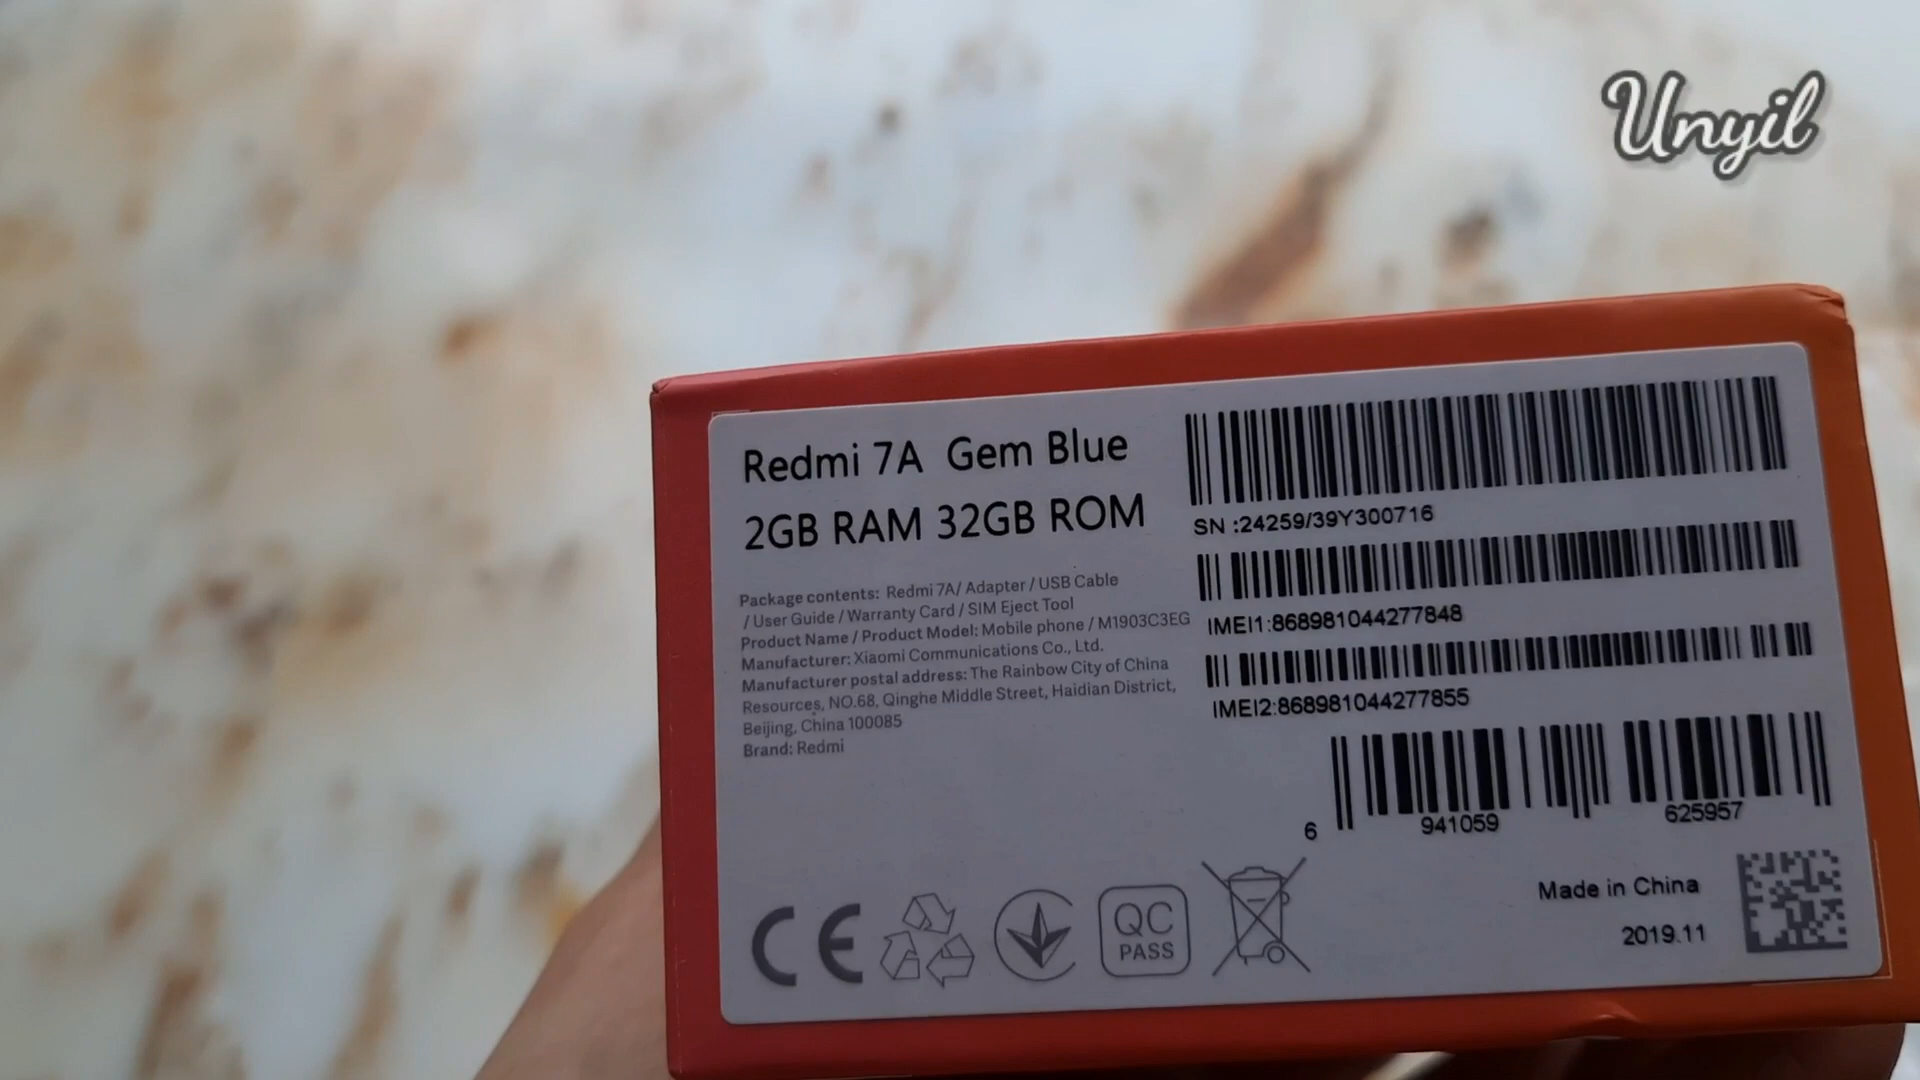 Unyil
Redmi 7A Gem Blue
2GB RAM 32GB ROM
Package contents: Redmi 7A/ Adapter / USB Cable
/ User Guide / Warranty Card / SIM Eject Tool
Product Name / Product Model: Mobile phone / M1903C3EG
Manufacturer: Xiaomi Communications Co., Ltd.
Manufacturer postal address: The Rainbow City of China
Resources, NO.68, Qinghe Middle Street, Haidian District,
Beijing, China 100085
Brand: Redmi
SN :24259/39Y300716
IMEI1:868981044277848
IMEI2:868981044277855
6 941059 625957
CE
QC
PASS
Made in China
2019.11